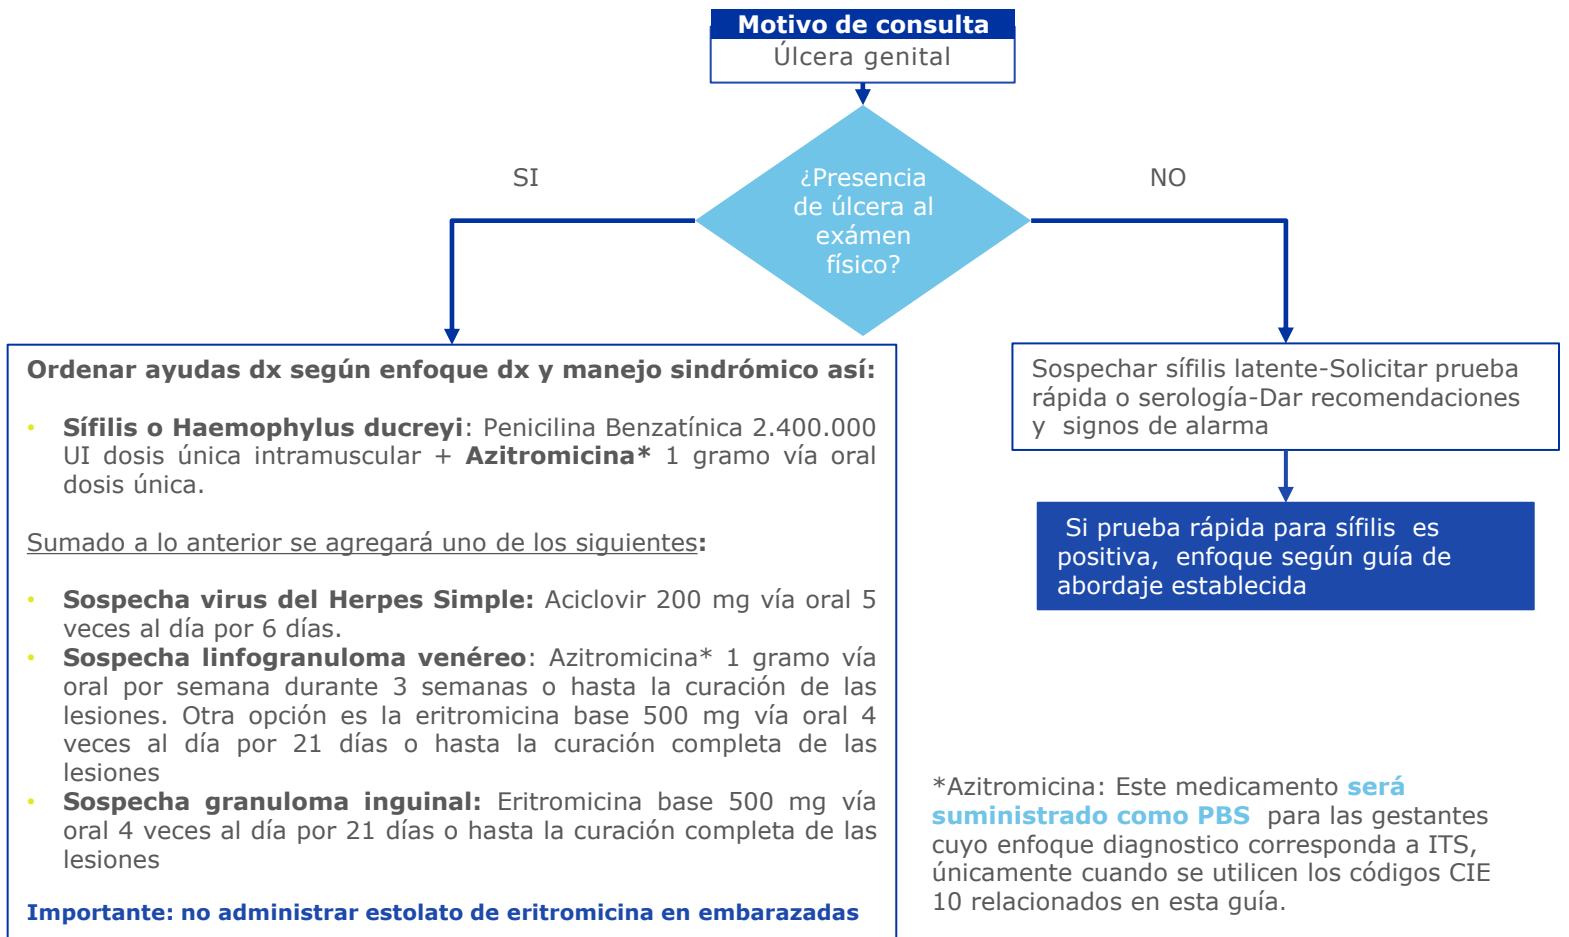 Motivo de consulta
Úlcera genital
¿Presencia
de úlcera al
exámen
físico?
SI
NO
Ordenar ayudas dx según enfoque dx y manejo sindrómico así:
• Sífilis o Haemophylus ducreyi: Penicilina Benzatínica 2.400.000
UI dosis única intramuscular + Azitromicina* 1 gramo vía oral
dosis única.
Sumado a lo anterior se agregará uno de los siguientes:
• Sospecha virus del Herpes Simple: Aciclovir 200 mg vía oral 5
veces al día por 6 días.
• Sospecha linfogranuloma venéreo: Azitromicina* 1 gramo vía
oral por semana durante 3 semanas o hasta la curación de las
lesiones. Otra opción es la eritromicina base 500 mg vía oral 4
veces al día por 21 días o hasta la curación completa de las
lesiones
• Sospecha granuloma inguinal: Eritromicina base 500 mg vía
oral 4 veces al día por 21 días o hasta la curación completa de las
lesiones
Importante: no administrar estolato de eritromicina en embarazadas
Sospechar sífilis latente-Solicitar prueba
rápida o serología-Dar recomendaciones
y signos de alarma
Si prueba rápida para sífilis es
positiva, enfoque según guía de
abordaje establecida
*Azitromicina: Este medicamento será
suministrado como PBS para las gestantes
cuyo enfoque diagnostico corresponda a ITS,
únicamente cuando se utilicen los códigos CIE
10 relacionados en esta guía.